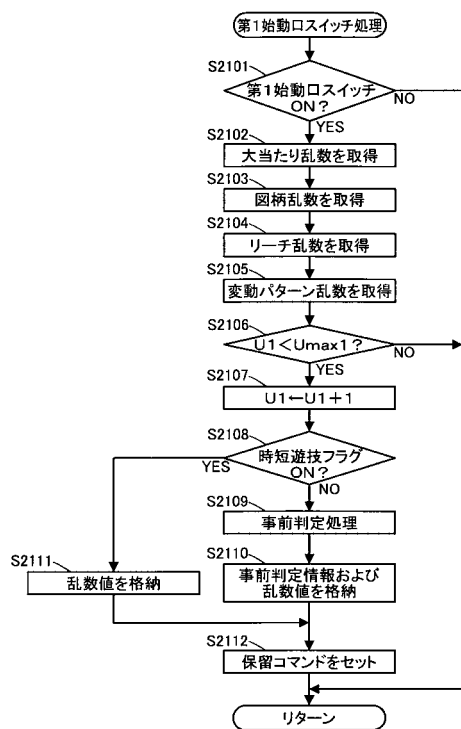 第1始動口スイッチ処理
S2101
第1始動口スイッチ
ON？
NO
YES
S2102
大当たり乱数を取得
S2103
図柄乱数を取得
S2104
リーチ乱数を取得
S2105
変動パターン乱数を取得
S2106
U1＜Umax1？
NO
YES
S2107
U1←U1＋1
S2108
時短遊技フラグ
ON？
YES
NO
S2109
事前判定処理
S2111
乱数値を格納
S2110
事前判定情報および
乱数値を格納
S2112
保留コマンドをセット
リターン